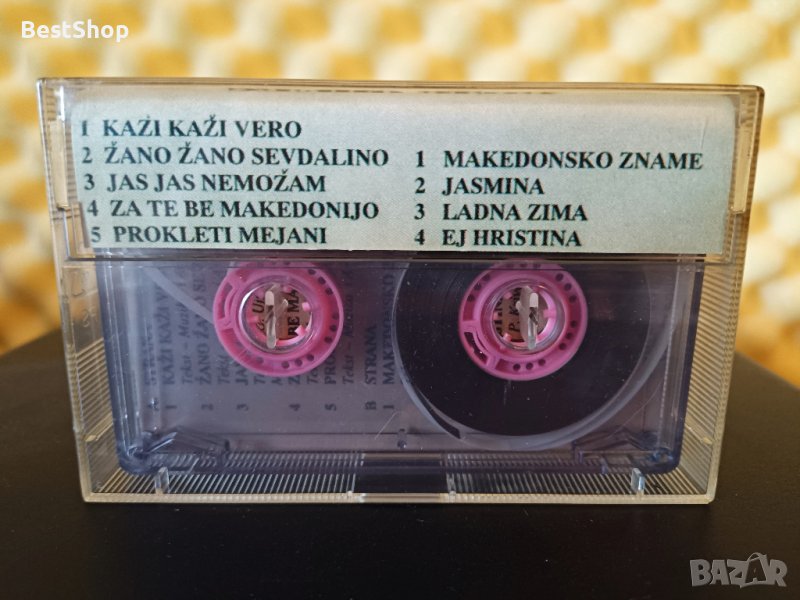 BestShop
1 KAŽI KAŽI VERO
2 ŽANO ŽANO SEVDALINO
3 JAS JAS NEMOŽAM
4 ZA TE BE MAKEDONIJO
5 PROKLETI MEJANI
1 MAKEDONSKO ZNAME
2 JASMINA
3 LADNA ZIMA
4 EJ HRISTINA
BAZAR